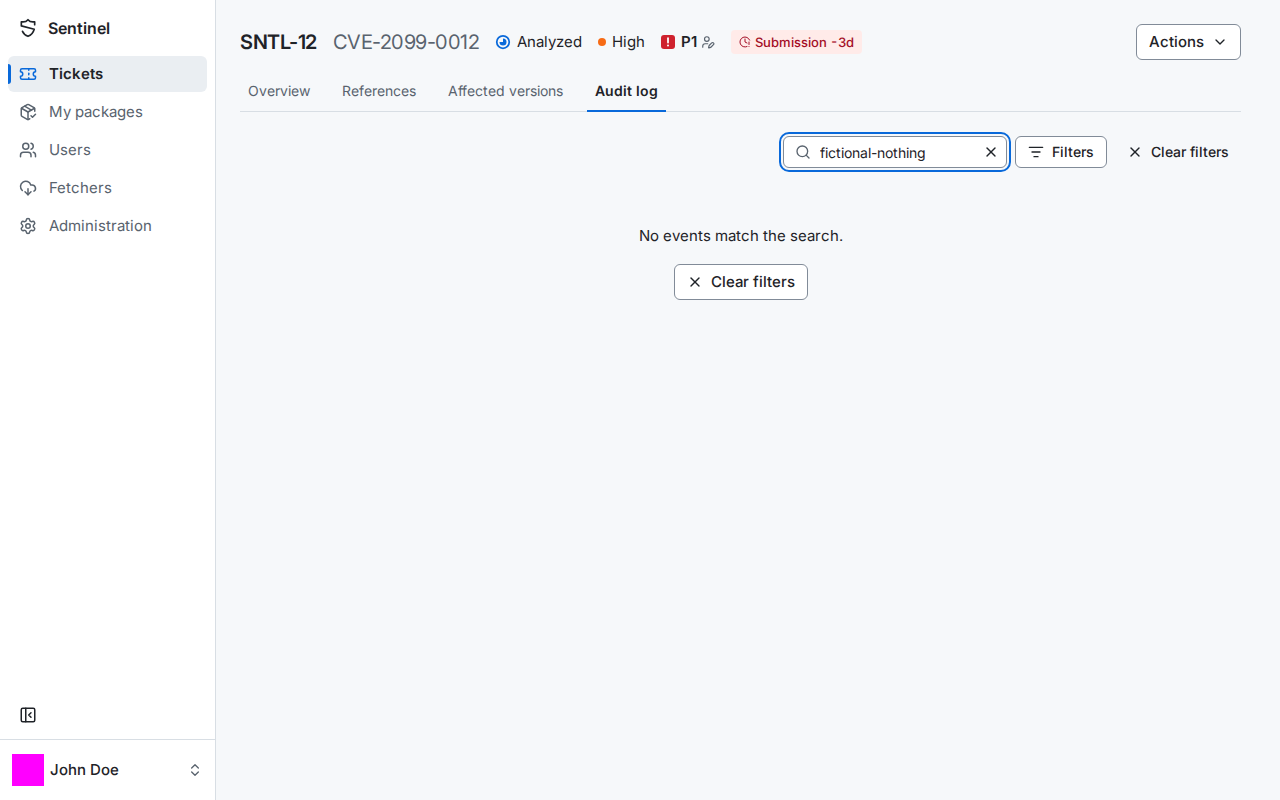 Sentinel
Tickets
My packages
Users
Fetchers
Administration
John Doe
SNTL-12 CVE-2099-0012 Analyzed High P1 Submission -3d
Actions
Overview References Affected versions Audit log
fictional-nothing Filters Clear filters
No events match the search.
Clear filters